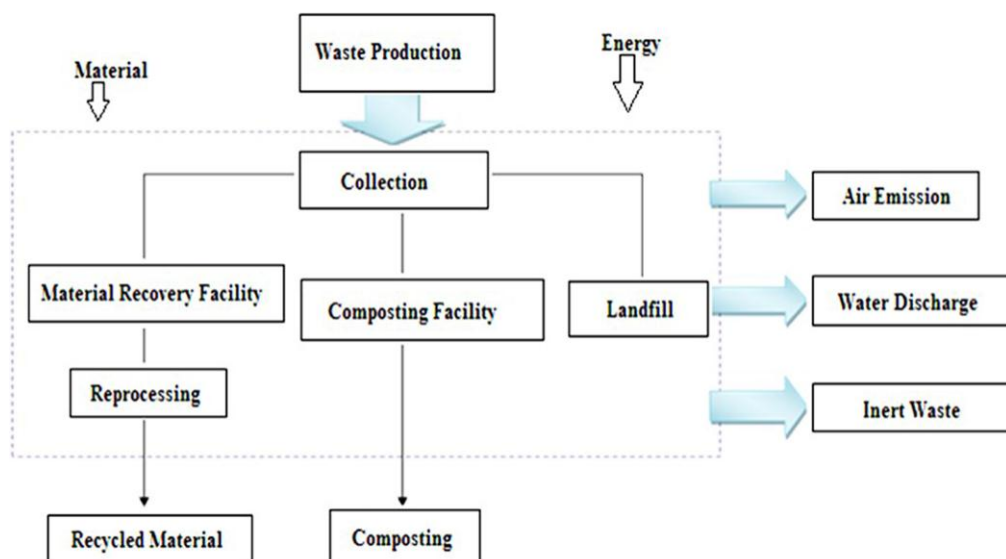 Waste Production
Energy
Material
Collection
Air Emission
Material Recovery Facility
Composting Facility
Landfill
Water Discharge
Reprocessing
Inert Waste
Recycled Material
Composting